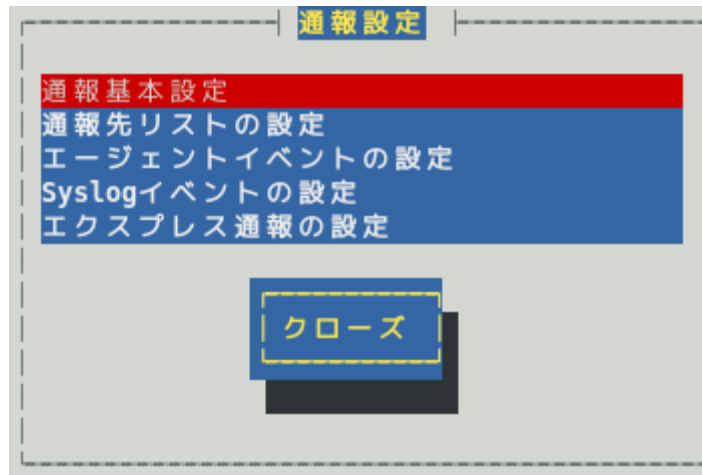 通報設定
通報基本設定
通報先リストの設定
エージェントイベントの設定
Syslogイベントの設定
エクスプレス通報の設定
クローズ